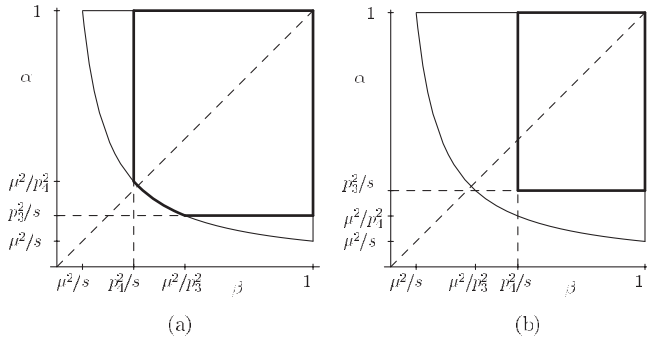 1
α
μ²/p₄²
p₃²/s
μ²/s
μ²/s
p₄²/s
μ²/p₃²
β
1
(a)
1
α
p₃²/s
μ²/p₄²
μ²/s
μ²/s
μ²/p₃²
p₄²/s
β
1
(b)